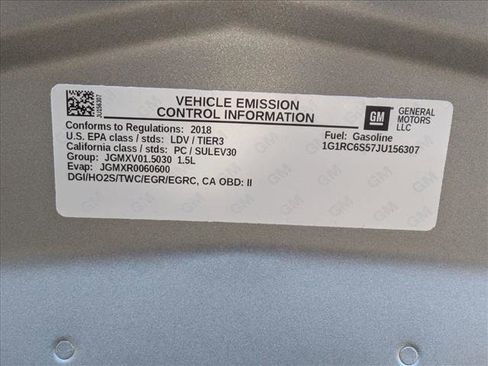 JU156307
VEHICLE EMISSION
CONTROL INFORMATION
GM
GENERAL
MOTORS
LLC
Conforms to Regulations: 2018
U.S. EPA class / stds: LDV / TIER3
California class / stds: PC / SULEV30
Group: JGMXV01.5030 1.5L
Evap: JGMXR0060600
DGI/HO2S/TWC/EGR/EGRC, CA OBD: II
Fuel: Gasoline
1G1RC6S57JU156307